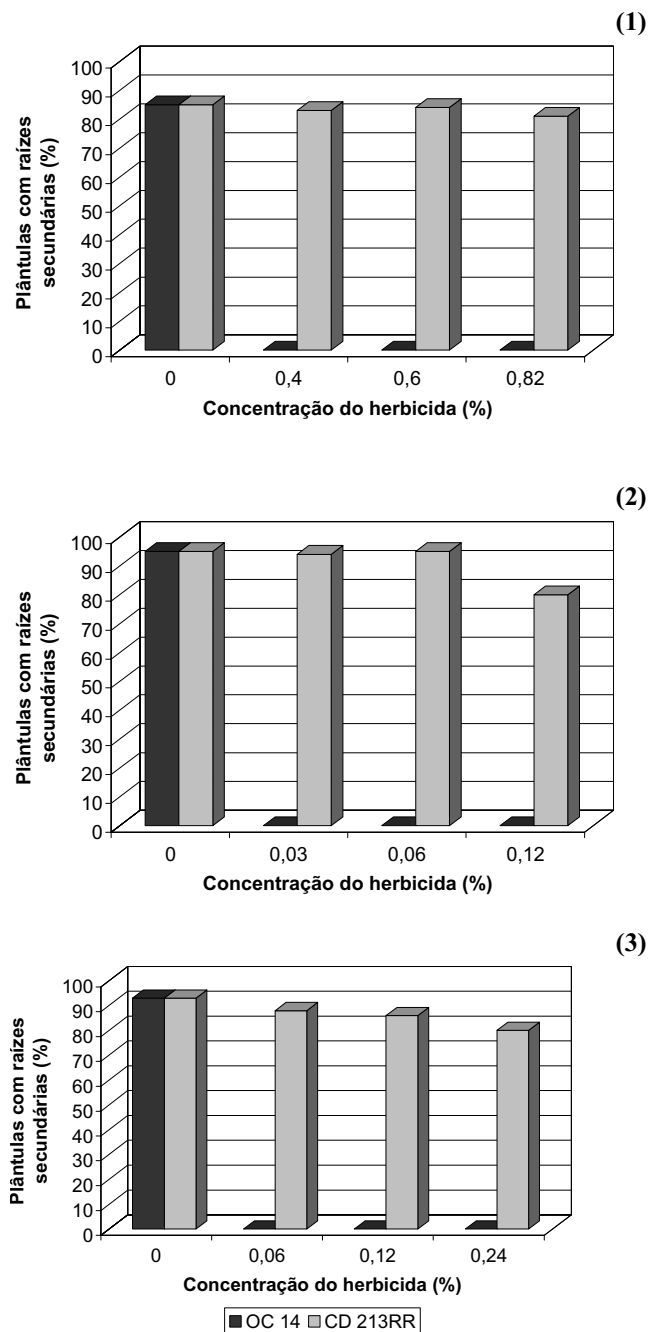 (1)
Plântulas com raízes
secundárias (%)
100
90
80
70
60
50
40
30
20
10
0
0 0,4 0,6 0,82
Concentração do herbicida (%)
(2)
Plântulas com raízes
secundárias (%)
100
90
80
70
60
50
40
30
20
10
0
0 0,03 0,06 0,12
Concentração do herbicida (%)
(3)
Plântulas com raízes
secundárias (%)
100
90
80
70
60
50
40
30
20
10
0
0 0,06 0,12 0,24
Concentração do herbicida (%)
OC 14 CD 213RR